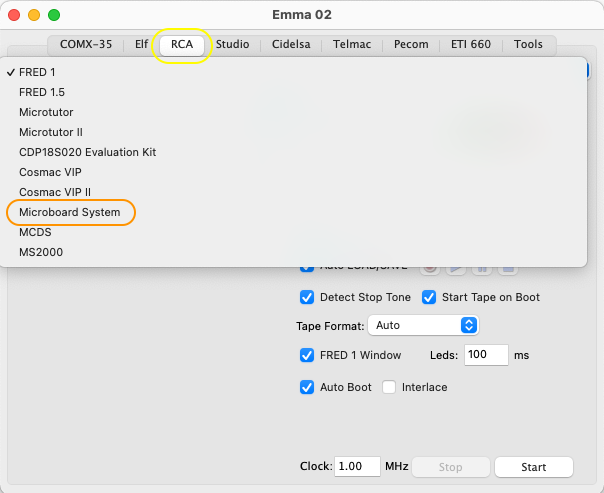 Emma 02
COMX-35 Elf RCA Studio Cidelsa Telmac Pecom ETI 660 Tools
✓ FRED 1
FRED 1.5
Microtutor
Microtutor II
CDP18S020 Evaluation Kit
Cosmac VIP
Cosmac VIP II
Microboard System
MCDS
MS2000
Auto LOAD/SAVE
Detect Stop Tone Start Tape on Boot
Tape Format: Auto
FRED 1 Window Leds: 100 ms
Auto Boot Interlace
Clock: 1.00 MHz Stop Start